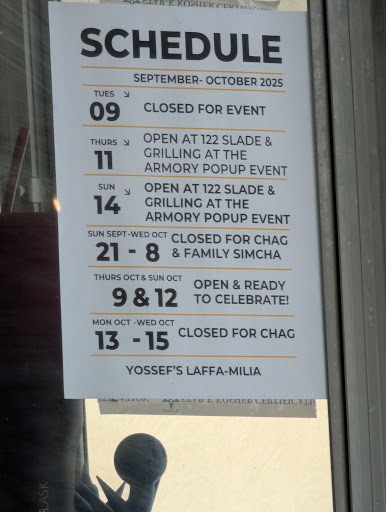 SCHEDULE
SEPTEMBER- OCTOBER 2025
TUES
09
CLOSED FOR EVENT
THURS
11
OPEN AT 122 SLADE &
GRILLING AT THE
ARMORY POPUP EVENT
SUN
14
OPEN AT 122 SLADE &
GRILLING AT THE
ARMORY POPUP EVENT
SUN SEPT-WED OCT
21 - 8
CLOSED FOR CHAG
& FAMILY SIMCHA
THURS OCT & SUN OCT
9 & 12
OPEN & READY
TO CELEBRATE!
MON OCT -WED OCT
13 - 15
CLOSED FOR CHAG
YOSSEF'S LAFFA-MILIA